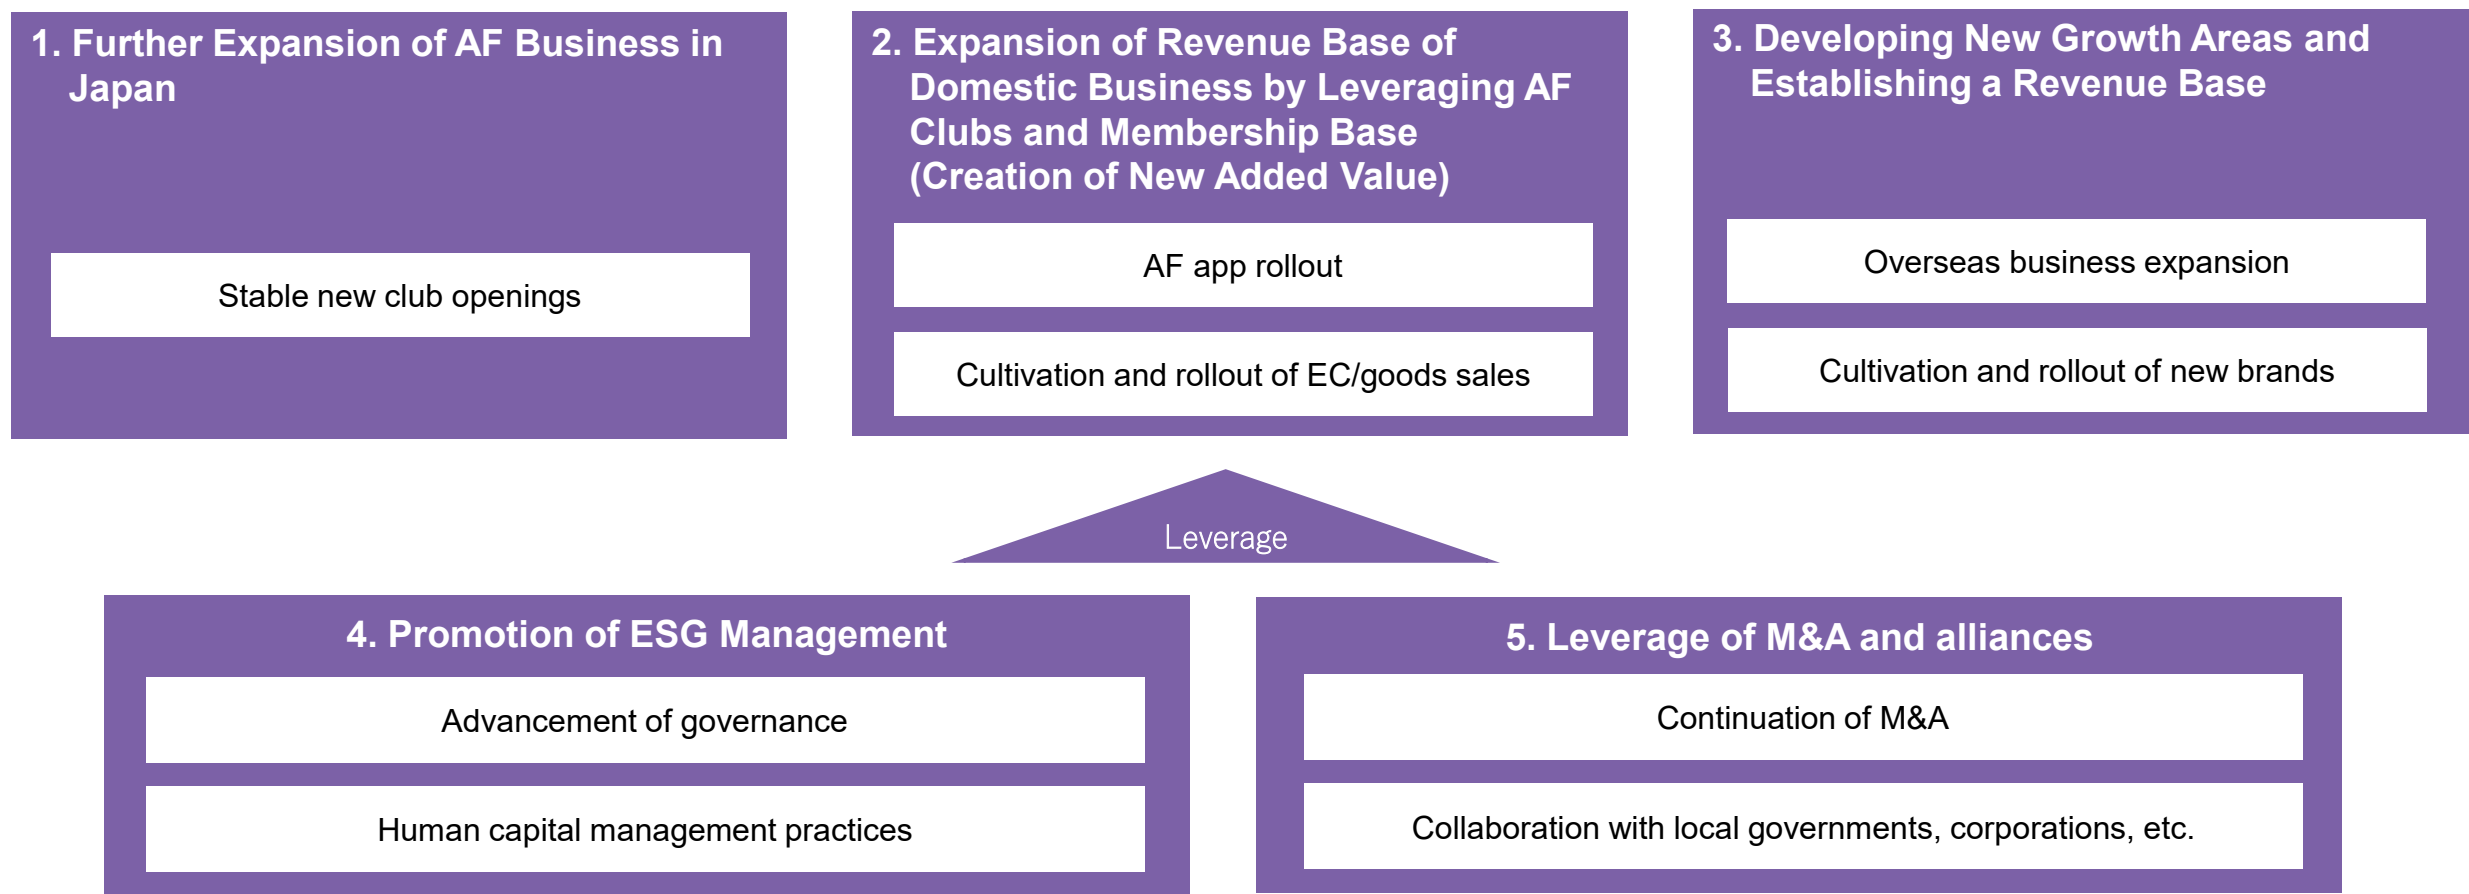 1. Further Expansion of AF Business in
Japan
Stable new club openings
2. Expansion of Revenue Base of
Domestic Business by Leveraging AF
Clubs and Membership Base
(Creation of New Added Value)
AF app rollout
Cultivation and rollout of EC/goods sales
3. Developing New Growth Areas and
Establishing a Revenue Base
Overseas business expansion
Cultivation and rollout of new brands
Leverage
4. Promotion of ESG Management
Advancement of governance
Human capital management practices
5. Leverage of M&A and alliances
Continuation of M&A
Collaboration with local governments, corporations, etc.